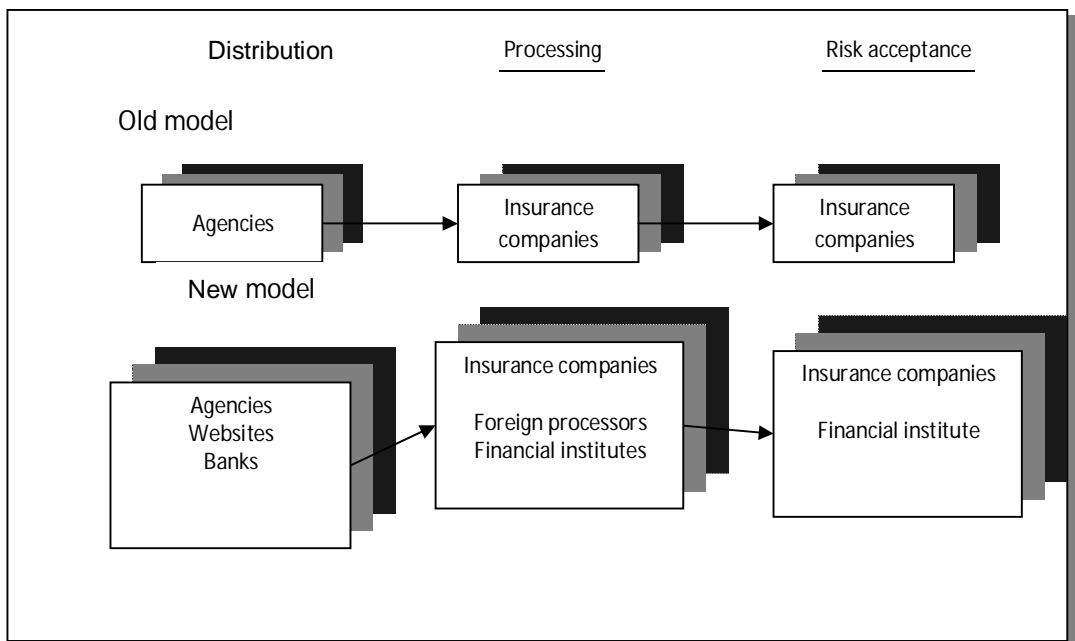 Distribution
Processing
Risk acceptance
Old model
Agencies
Insurance
companies
Insurance
companies
New model
Agencies
Websites
Banks
Insurance companies
Foreign processors
Financial institutes
Insurance companies
Financial institute